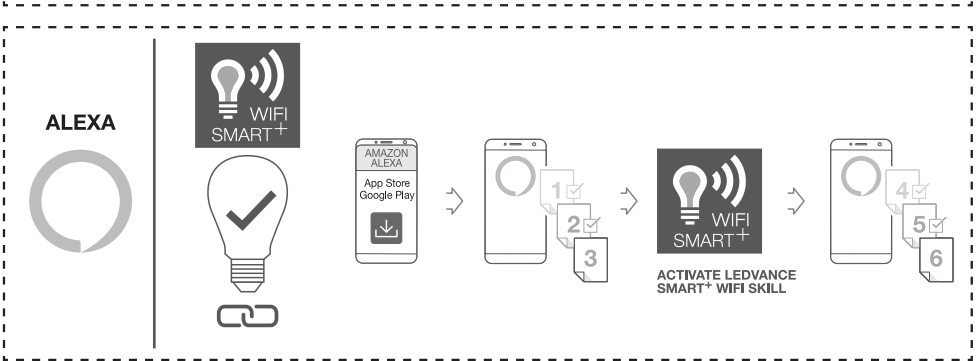 ALEXA
WIFI
SMART+
AMAZON
ALEXA
App Store
Google Play
1
2
3
WIFI
SMART+
ACTIVATE LEDVANCE
SMART+ WIFI SKILL
4
5
6